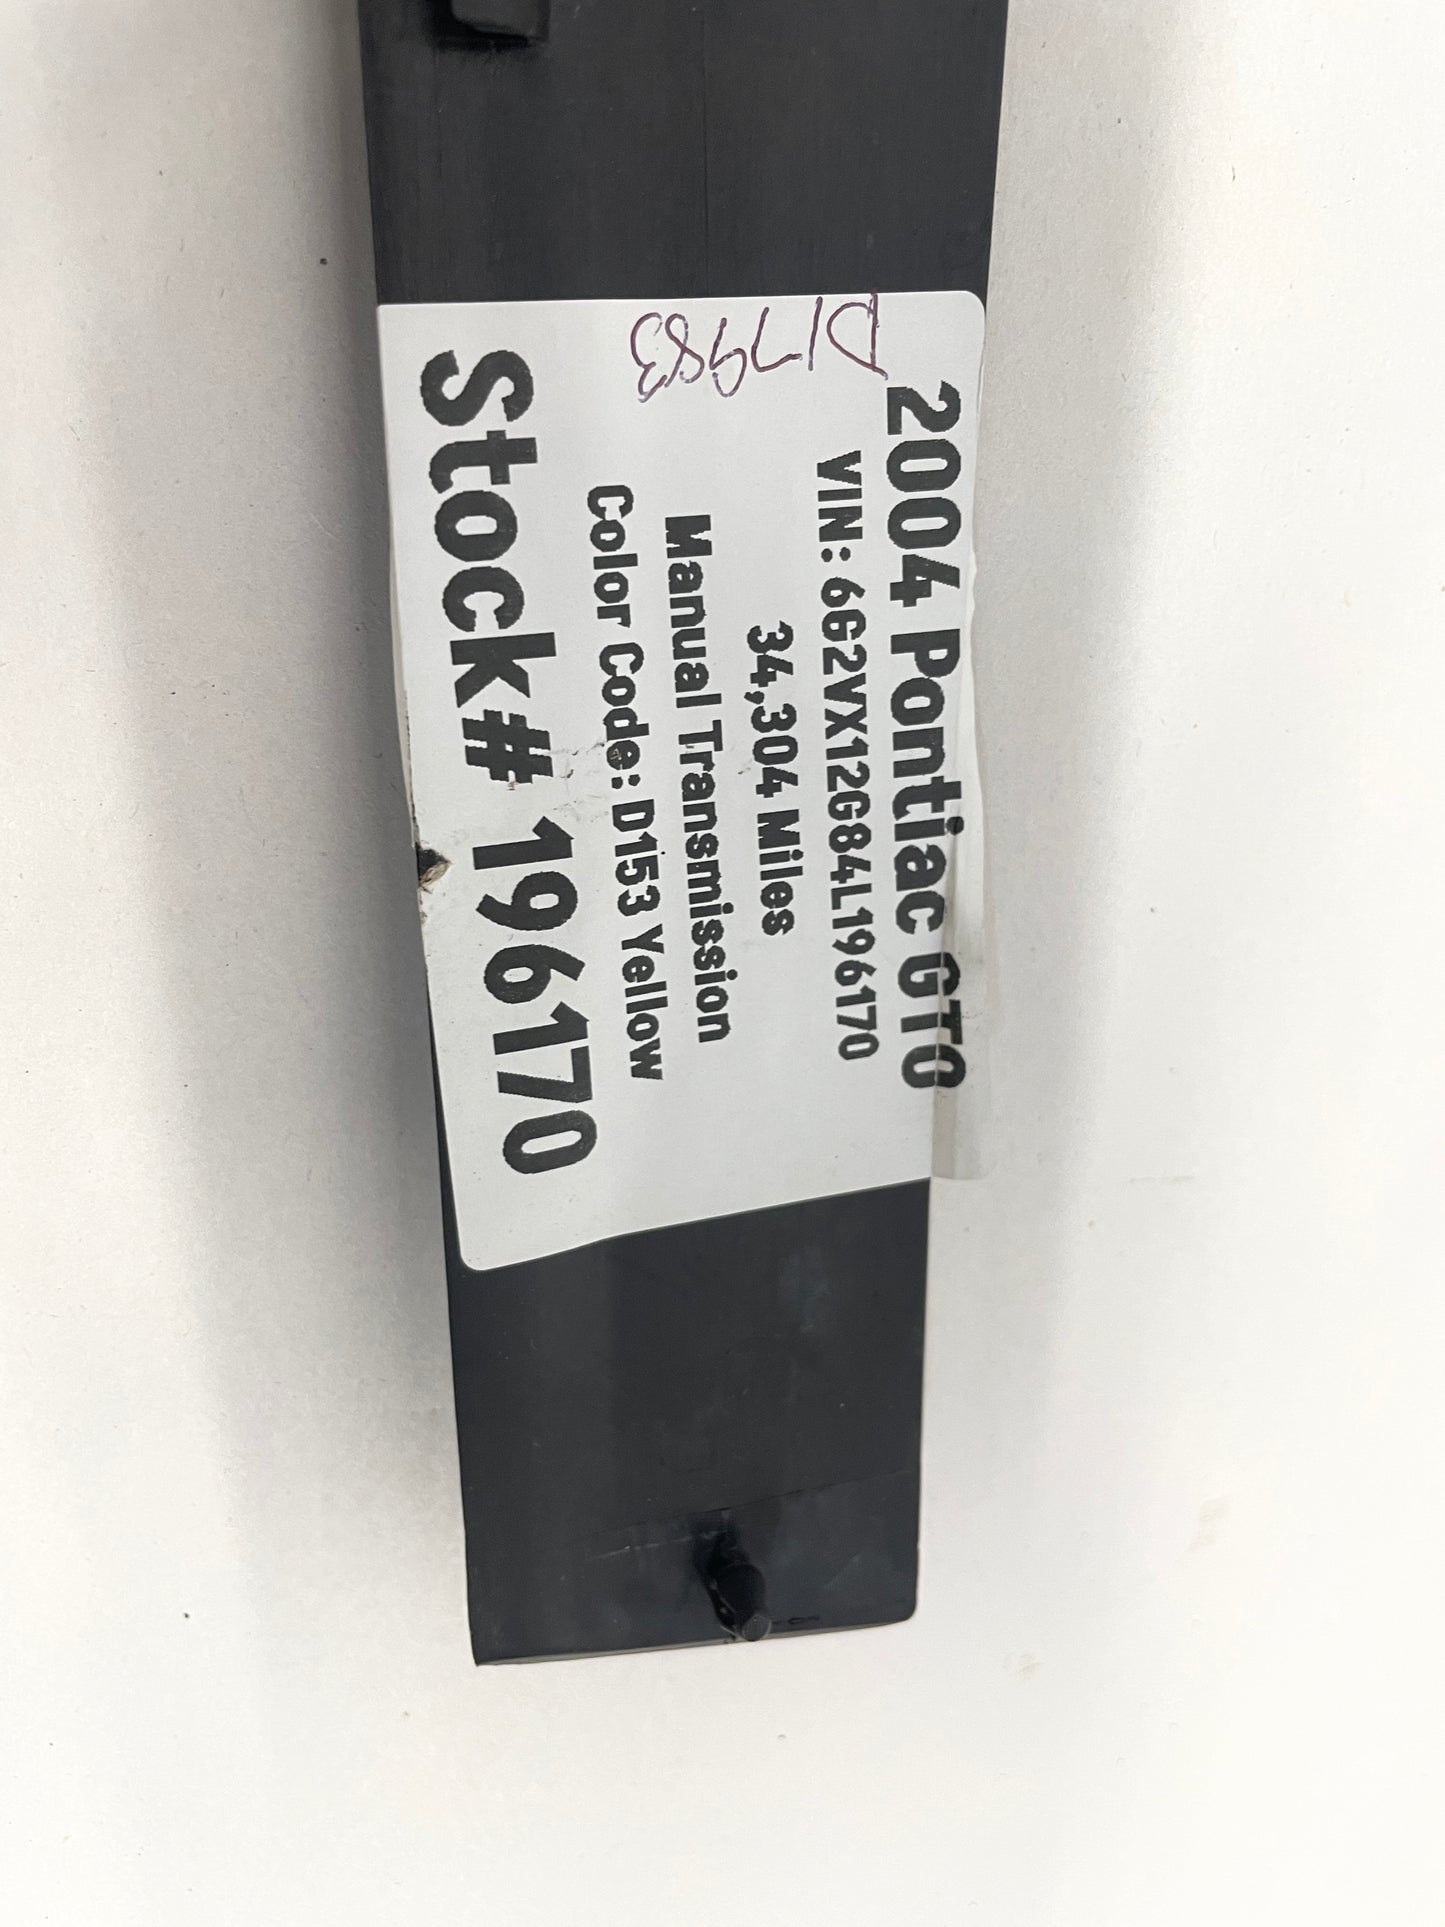 2004 Pontiac GTO
VIN: 6G2VX12G84L196170
34,304 Miles
Manual Transmission
Color Code: D153 Yellow
Stock# 196170
D17983